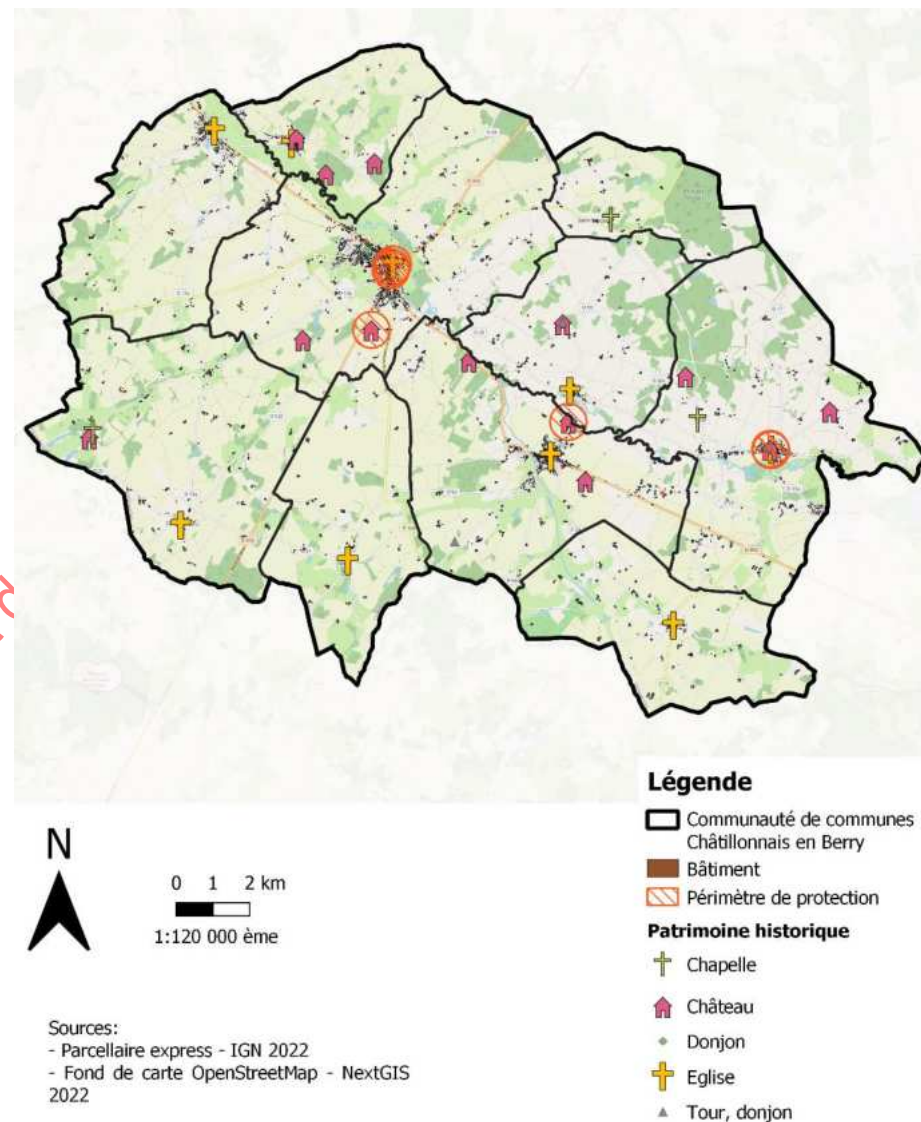 N
0 1 2 km
1:120 000 ème
Sources:
- Parcellaire express - IGN 2022
- Fond de carte OpenStreetMap - NextGIS
2022
Légende
Communauté de communes
Châtillonnais en Berry
Bâtiment
Périmètre de protection
Patrimoine historique
Chapelle
Château
Donjon
Eglise
Tour, donjon